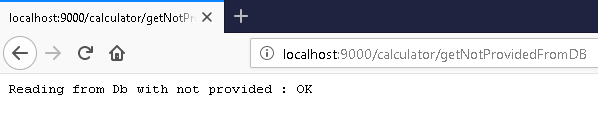 localhost:9000/calculator/getNotPr
localhost:9000/calculator/getNotProvidedFromDB
Reading from Db with not provided : OK